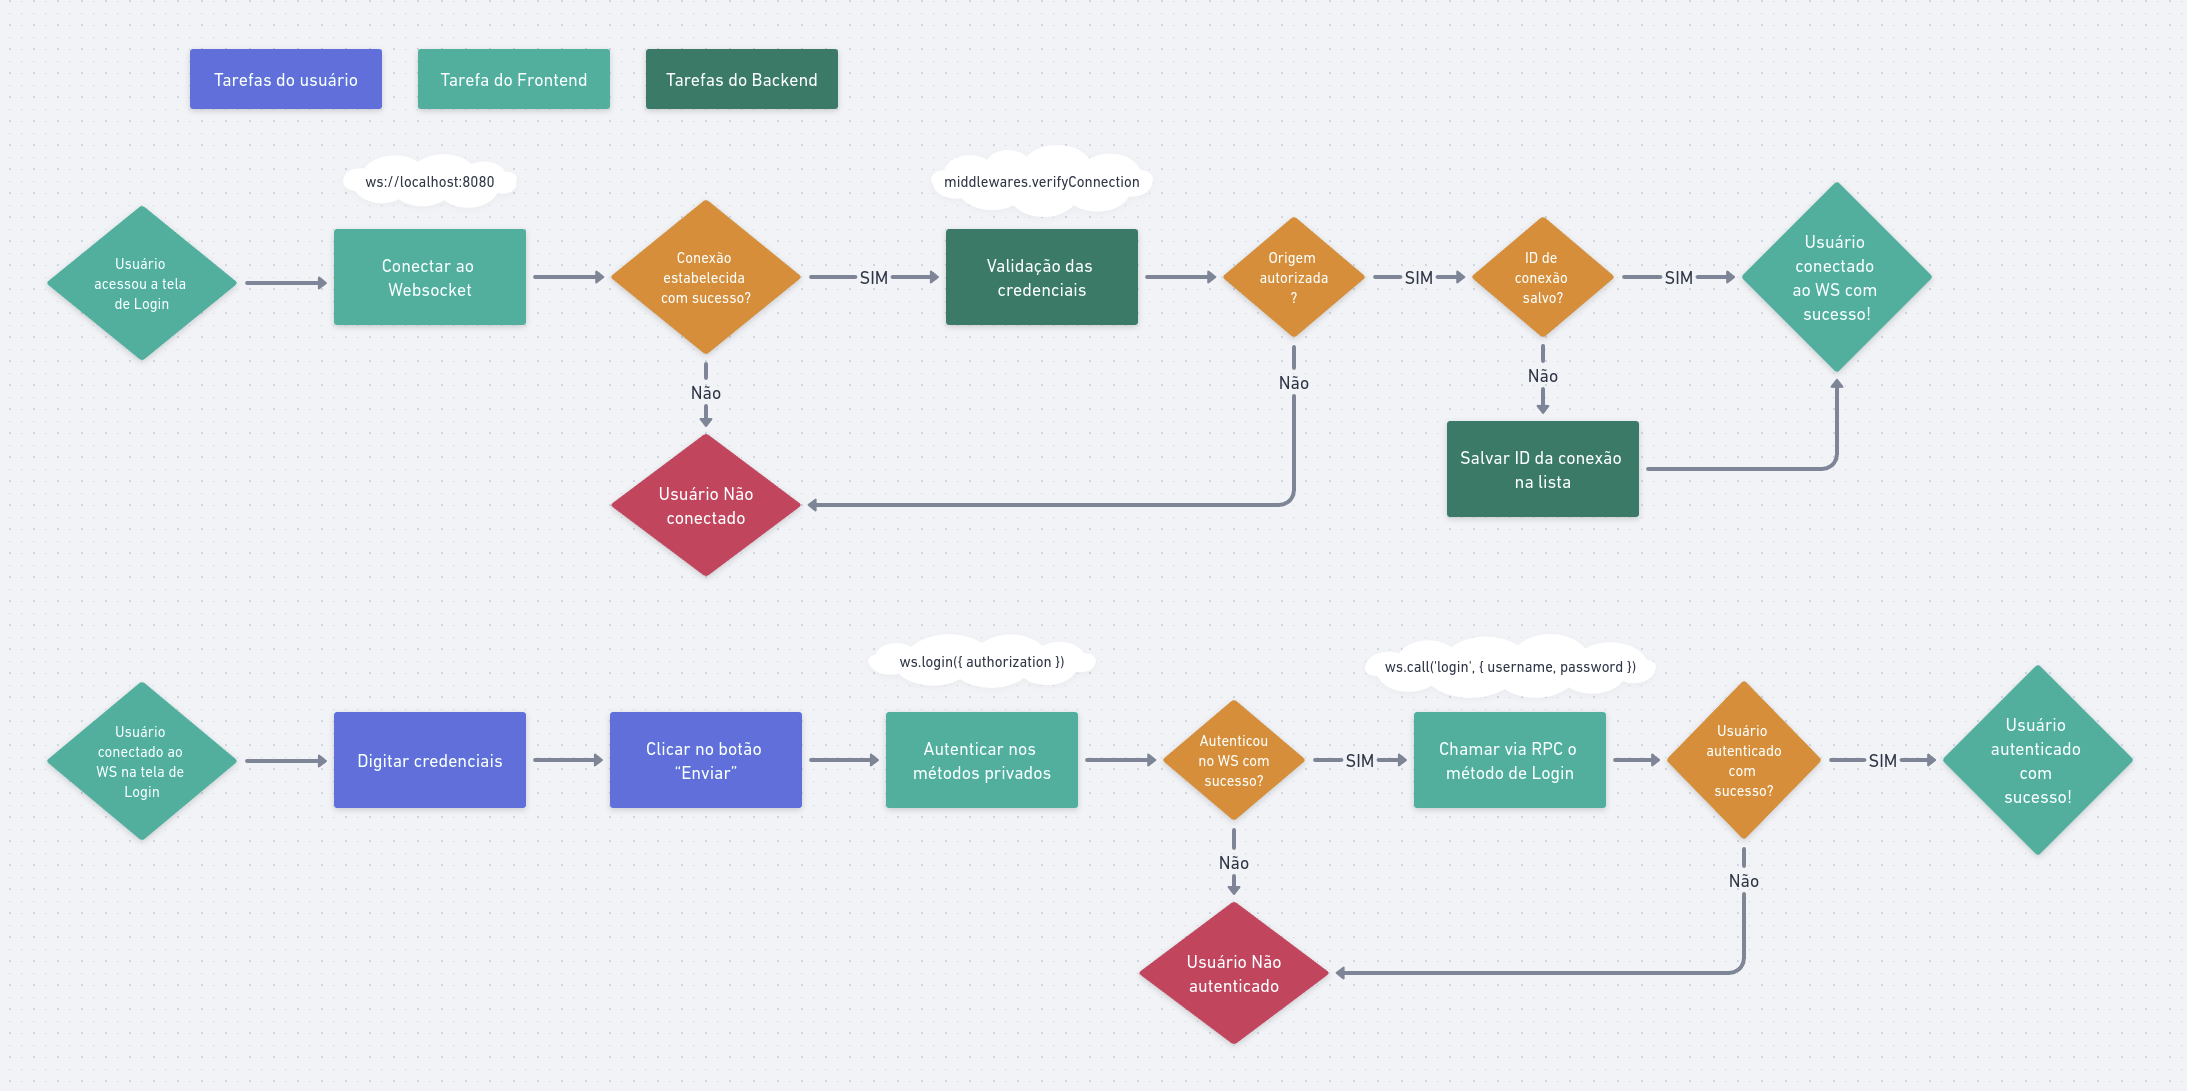 Tarefas do usuário
Tarefa do Frontend
Tarefas do Backend
ws://localhost:8080
middlewares.verifyConnection
Usuário
acessou a tela
de Login
Conectar ao
Websocket
Conexão
estabelecida
com sucesso?
SIM
Validação das
credenciais
Origem
autorizada
?
SIM
ID de
conexão
salvo?
SIM
Usuário
conectado
ao WS com
sucesso!
Não
Não
Não
Usuário Não
conectado
Salvar ID da conexão
na lista
ws.login({ authorization })
ws.call('login', { username, password })
Usuário
conectado ao
WS na tela de
Login
Digitar credenciais
Clicar no botão
“Enviar”
Autenticar nos
métodos privados
Autenticou
no WS com
sucesso?
SIM
Chamar via RPC o
método de Login
Usuário
autenticado
com
sucesso?
SIM
Usuário
autenticado
com
sucesso!
Não
Não
Usuário Não
autenticado